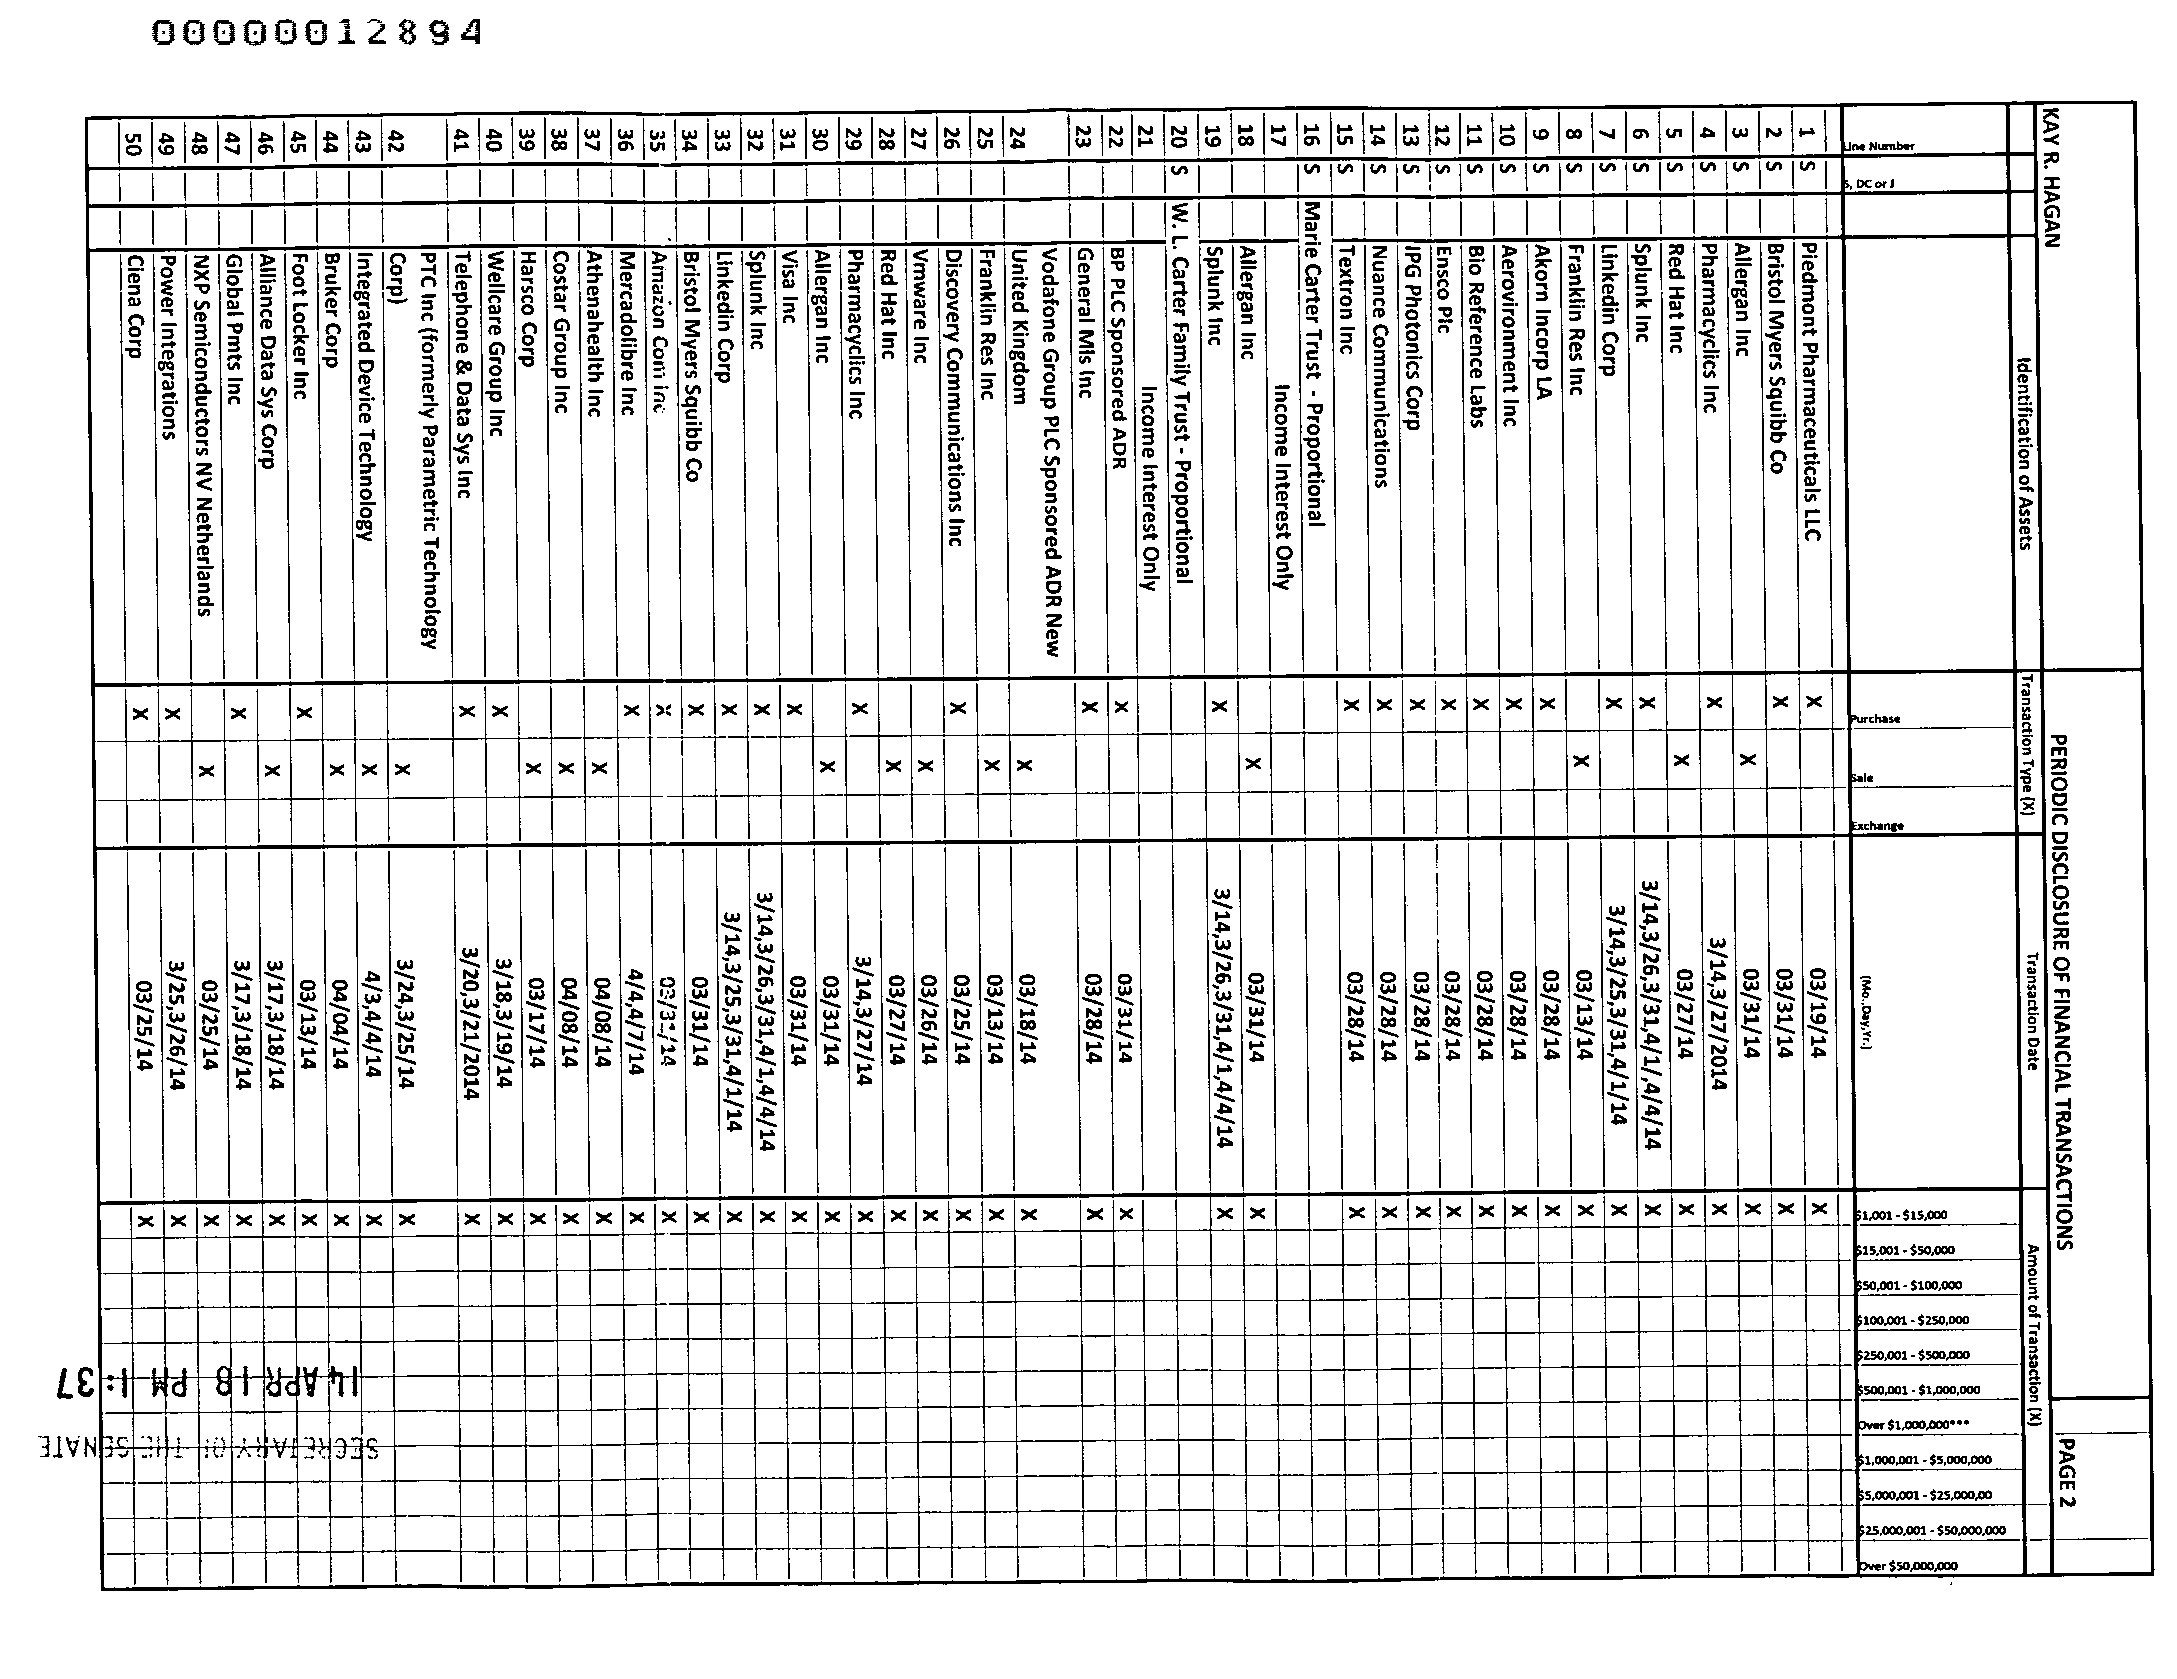 00000012894
KAY R. HAGAN PERIODIC DISCLOSURE OF FINANCIAL TRANSACTIONS PAGE 2
Identification of Assets Transaction Type (X) Transaction Date Amount of Transaction (X)
Line Number S, DC or J Purchase Sale Exchange (Mo.,Day,Yr.) $1,001 - $15,000 $15,001 - $50,000 $50,001 - $100,000 $100,001 - $250,000 $250,001 - $500,000 $500,001 - $1,000,000 Over $1,000,000*** $1,000,001 - $5,000,000 $5,000,001 - $25,000,00 $25,000,001 - $50,000,000 Over $50,000,000
1 S Piedmont Pharmaceuticals LLC X 03/19/14 X
2 S Bristol Myers Squibb Co X 03/31/14 X
3 S Allergan Inc X 03/31/14 X
4 S Pharmacyclics Inc X 3/14,3/27/2014 X
5 S Red Hat Inc X 03/27/14 X
6 S Splunk Inc X 3/14,3/26,3/31,4/1/,4/4/14 X
7 S Linkedin Corp X 3/14,3/25,3/31,4/1/14 X
8 S Franklin Res Inc X 03/13/14 X
9 S Akorn Incorp LA X 03/28/14 X
10 S Aerovironment Inc X 03/28/14 X
11 S Bio Reference Labs X 03/28/14 X
12 S Ensco Plc X 03/28/14 X
13 S IPG Photonics Corp X 03/28/14 X
14 S Nuance Communications X 03/28/14 X
15 S Textron Inc X 03/28/14 X
16 S Marie Carter Trust - Proportional
17 Income Interest Only
18 Allergan Inc X 03/31/14 X
19 Splunk Inc X 3/14,3/26,3/31,4/1,4/4/14 X
20 S W. L. Carter Family Trust - Proportional
21 Income Interest Only
22 BP PLC Sponsored ADR X 03/31/14 X
23 General Mls Inc X 03/28/14 X
Vodafone Group PLC Sponsored ADR New
24 United Kingdom X 03/18/14 X
25 Franklin Res Inc X 03/13/14 X
26 Discovery Communications Inc X 03/25/14 X
27 Vmware Inc X 03/26/14 X
28 Red Hat Inc X 03/27/14 X
29 Pharmacyclics Inc X 3/14,3/27/14 X
30 Allergan Inc X 03/31/14 X
31 Visa Inc X 03/31/14 X
32 Splunk Inc X 3/14,3/26,3/31,4/1,4/4/14 X
33 Linkedin Corp X 3/14,3/25,3/31,4/1/14 X
34 Bristol Myers Squibb Co X 03/31/14 X
35 Amazon Com Inc X 03/31/14 X
36 Mercadolibre Inc X 4/4,4/7/14 X
37 Athenahealth Inc X 04/08/14 X
38 Costar Group Inc X 04/08/14 X
39 Harsco Corp X 03/17/14 X
40 Wellcare Group Inc X 3/18,3/19/14 X
41 Telephone & Data Sys Inc X 3/20,3/21/2014 X
PTC Inc (formerly Parametric Technology
42 Corp) X 3/24,3/25/14 X
43 Integrated Device Technology X 4/3,4/4/14 X
44 Bruker Corp X 04/04/14 X
45 Foot Locker Inc X 03/13/14 X
46 Alliance Data Sys Corp X 3/17,3/18/14 X
47 Global Pmts Inc X 3/17,3/18/14 X
48 NXP Semiconductors NV Netherlands X 03/25/14 X
49 Power Integrations X 3/25,3/26/14 X
50 Ciena Corp X 03/25/14 X
SECRETARY OF THE SENATE
14 APR 18 PM 1:37